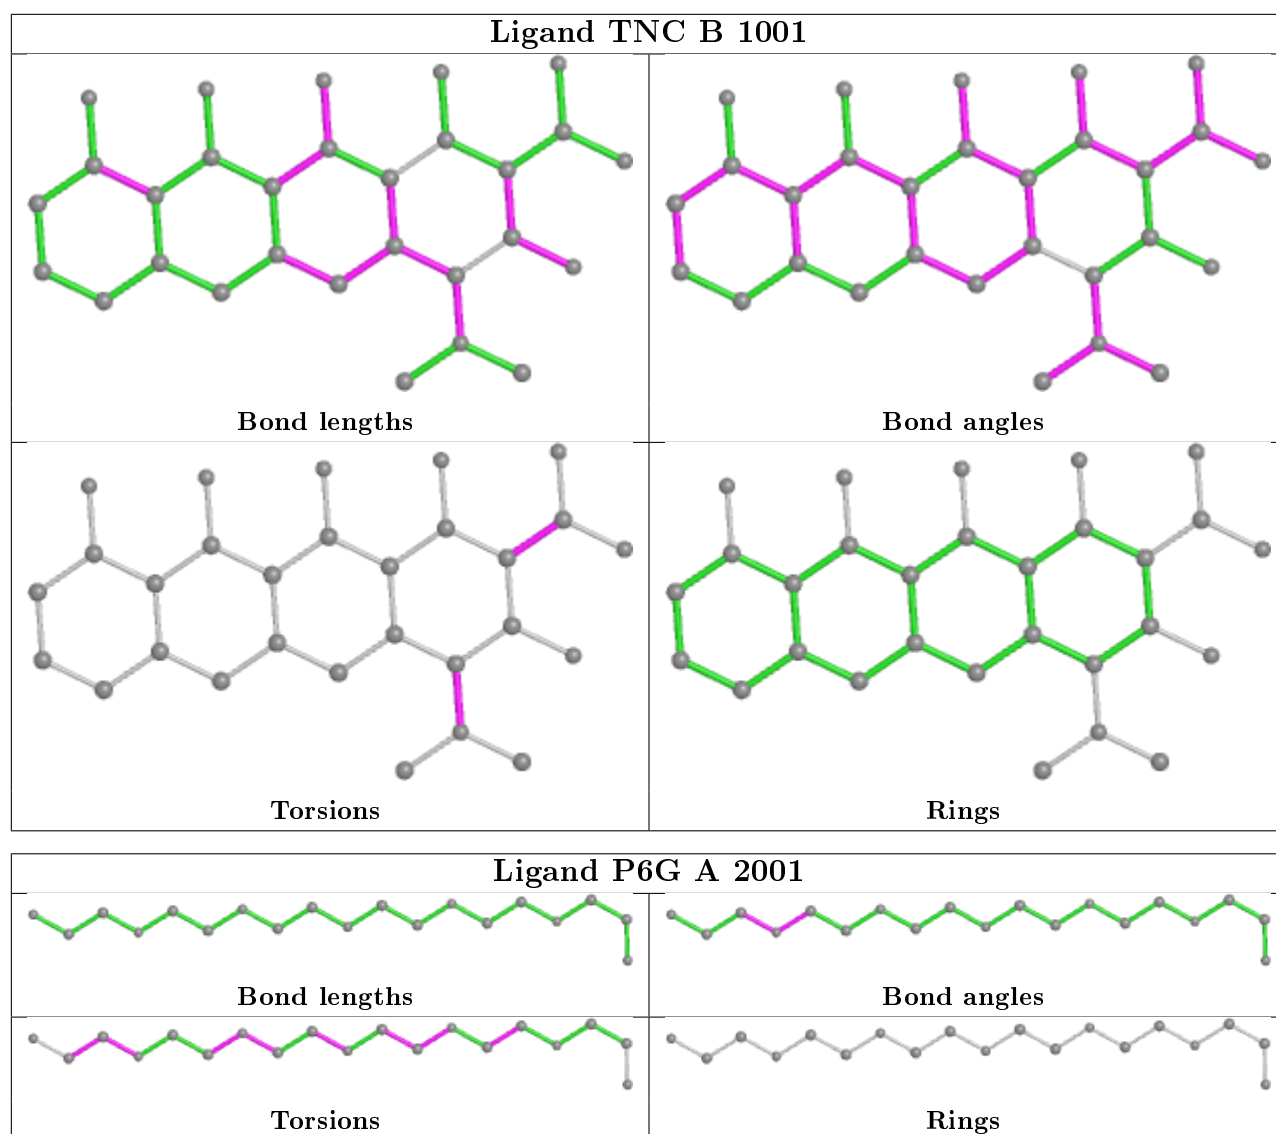 Ligand TNC B 1001
Bond lengths
Bond angles
Torsions
Rings
Ligand P6G A 2001
Bond lengths
Bond angles
Torsions
Rings